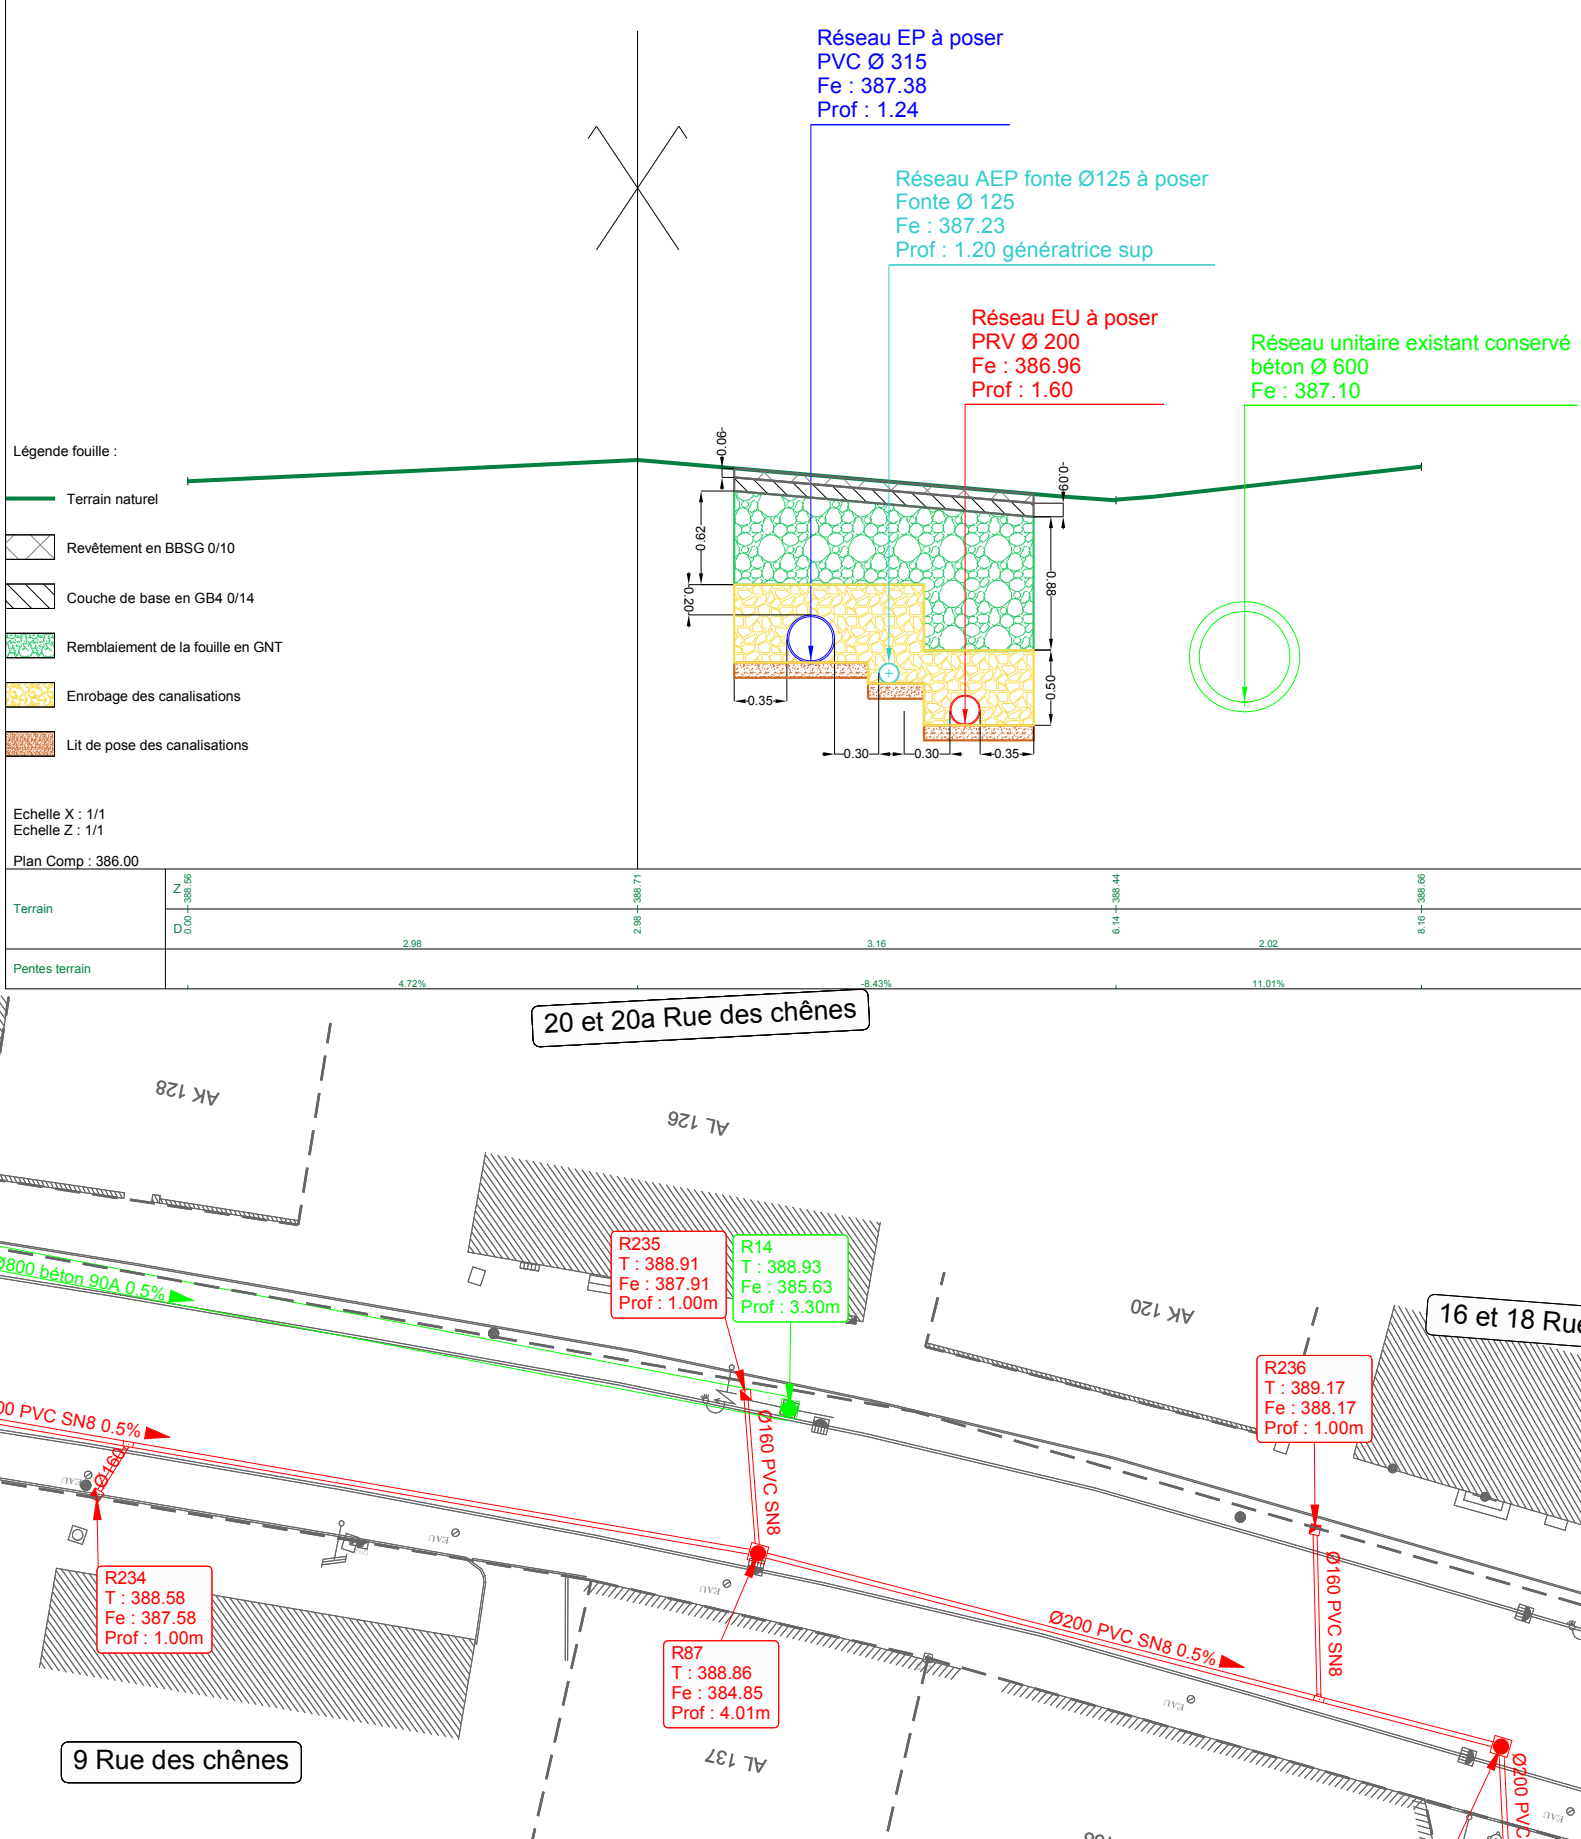 Réseau EP à poser
PVC Ø 315
Fe : 387.38
Prof : 1.24
Réseau AEP fonte Ø125 à poser
Fonte Ø 125
Fe : 387.23
Prof : 1.20 génératrice sup
Réseau EU à poser
PRV Ø 200
Fe : 386.96
Prof : 1.60
Réseau unitaire existant conservé
béton Ø 600
Fe : 387.10
Légende fouille :
Terrain naturel
Revêtement en BBSG 0/10
Couche de base en GB4 0/14
Remblaiement de la fouille en GNT
Enrobage des canalisations
Lit de pose des canalisations
0.06
0.09
0.62
0.20
0.88
0.50
0.35
0.30
0.30
0.35
Echelle X : 1/1
Echelle Z : 1/1
Plan Comp : 386.00
Terrain
Z
388.56
388.71
388.44
388.66
D
0.00
2.98
6.14
8.16
2.98
3.16
2.02
Pentes terrain
4.72%
-8.43%
11.01%
20 et 20a Rue des chênes
AK 128
AL 126
AK 120
16 et 18 Rue
R235
T : 388.91
Fe : 387.91
Prof : 1.00m
R14
T : 388.93
Fe : 385.63
Prof : 3.30m
Ø800 béton 90A 0.5%
R236
T : 389.17
Fe : 388.17
Prof : 1.00m
00 PVC SN8 0.5%
Ø160
Ø160 PVC SN8
Ø160 PVC SN8
EAU
EAU
EAU
EAU
EAU
R234
T : 388.58
Fe : 387.58
Prof : 1.00m
Ø200 PVC SN8 0.5%
R87
T : 388.86
Fe : 384.85
Prof : 4.01m
9 Rue des chênes
AL 137
Ø200 PVC